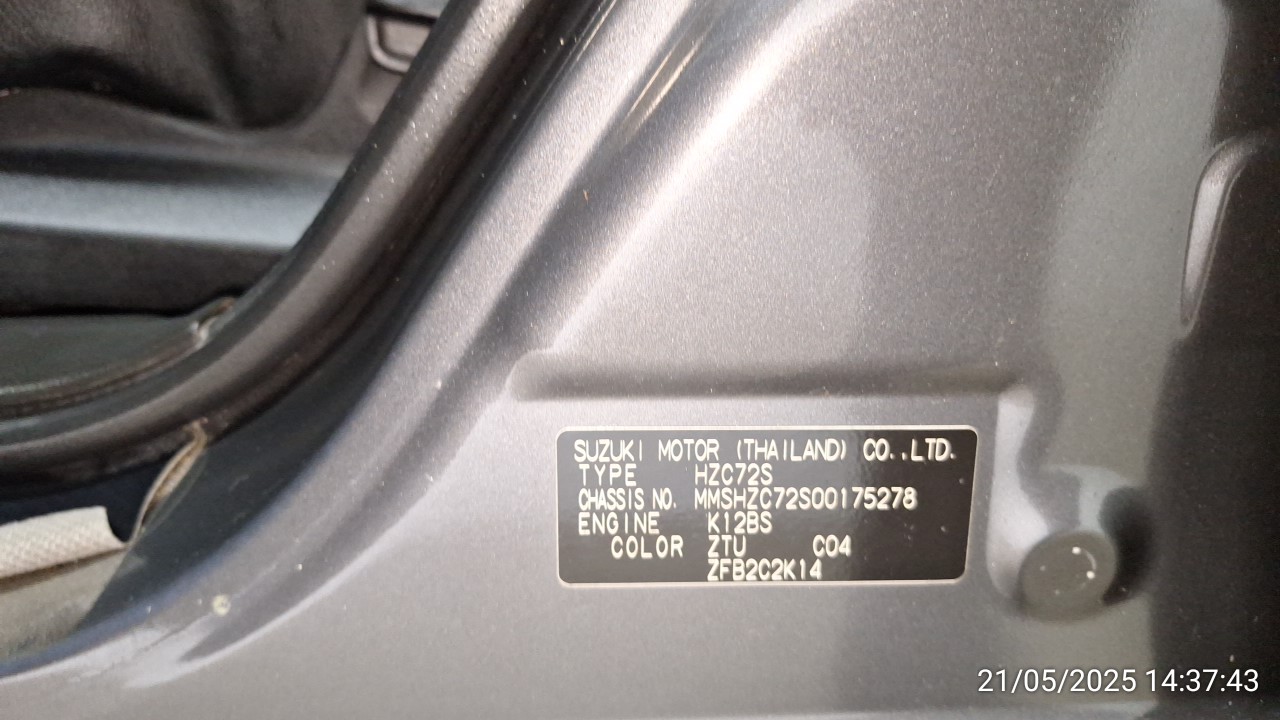 SUZUKI MOTOR (THAILAND) CO.,LTD.
TYPE HZC72S
CHASSIS NO. MMSHZC72S00175278
ENGINE K12BS
COLOR ZTU C04
ZFB2C2K14
21/05/2025 14:37:43